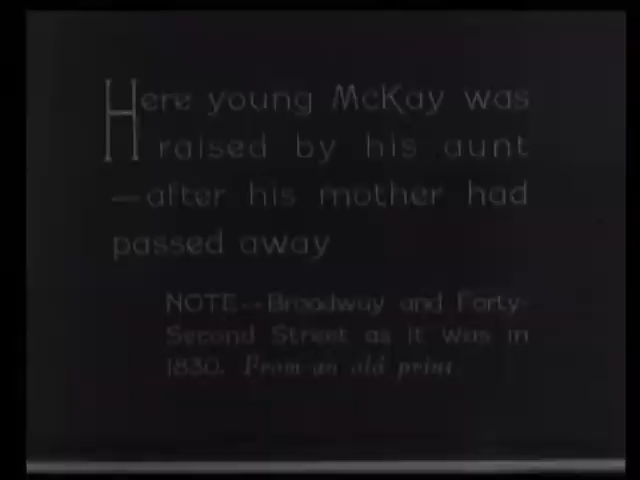 Here young McKay was
raised by his aunt
—after his mother had
passed away
NOTE—Broadway and Forty-
Second Street as it was in
1830. From an old print